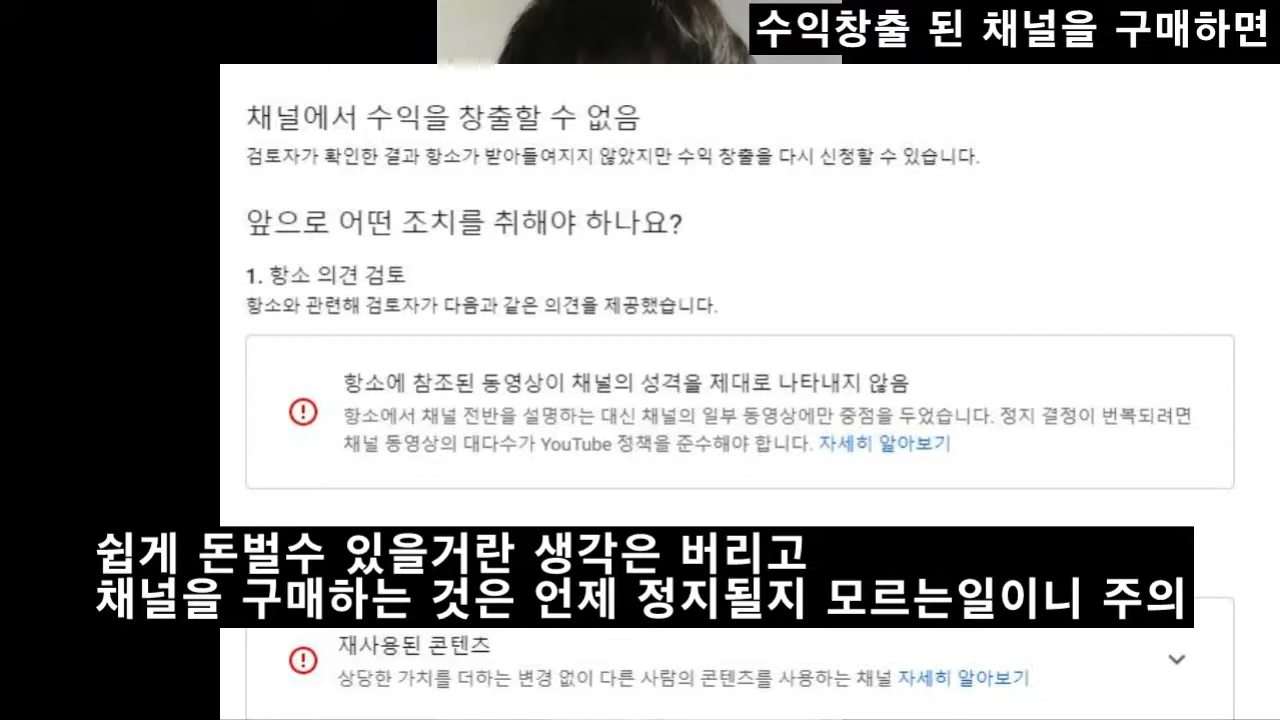 수익창출 된 채널을 구매하면
채널에서 수익을 창출할 수 없음
검토자가 확인한 결과 항소가 받아들여지지 않았지만 수익 창출을 다시 신청할 수 있습니다.
앞으로 어떤 조치를 취해야 하나요?
1. 항소 의견 검토
항소와 관련해 검토자가 다음과 같은 의견을 제공했습니다.
항소에 참조된 동영상이 채널의 성격을 제대로 나타내지 않음
항소에서 채널 전반을 설명하는 대신 채널의 일부 동영상에만 중점을 두었습니다. 정지 결정이 번복되려면
채널 동영상의 대다수가 YouTube 정책을 준수해야 합니다. 자세히 알아보기
쉽게 돈벌수 있을거란 생각은 버리고
채널을 구매하는 것은 언제 정지될지 모르는일이니 주의
재사용된 콘텐츠
상당한 가치를 더하는 변경 없이 다른 사람의 콘텐츠를 사용하는 채널 자세히 알아보기